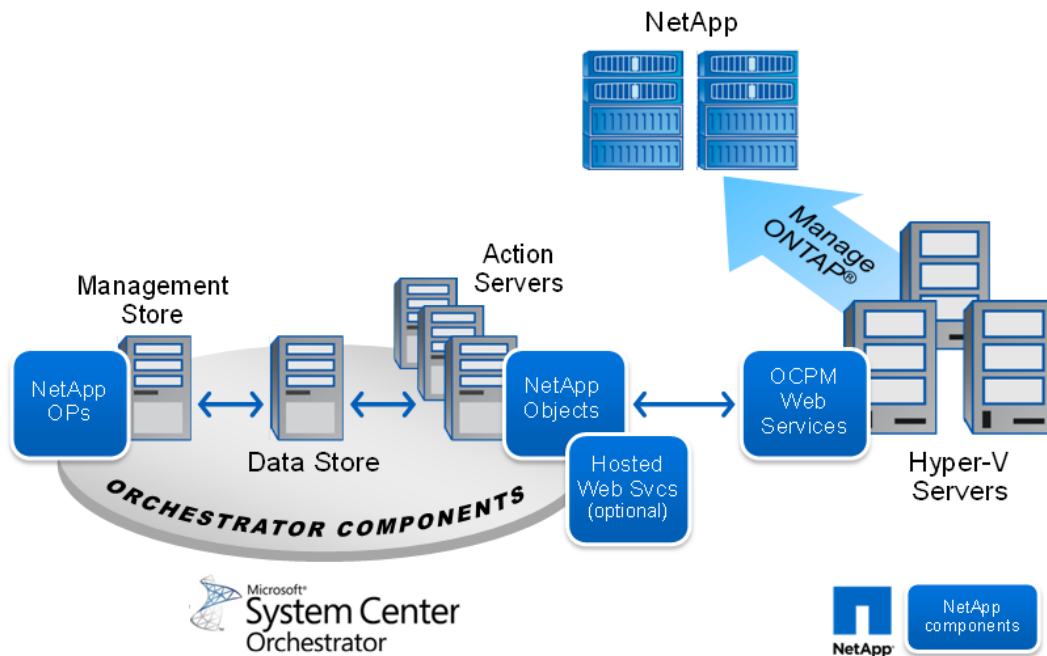 NetApp
Manage
ONTAP®
Action
Servers
Management
Store
NetApp
OPs
Data Store
NetApp
Objects
Hosted
Web Svcs
(optional)
OCPM
Web
Services
Hyper-V
Servers
ORCHESTRATOR COMPONENTS
Microsoft®
System Center
Orchestrator
NetApp®
NetApp
components